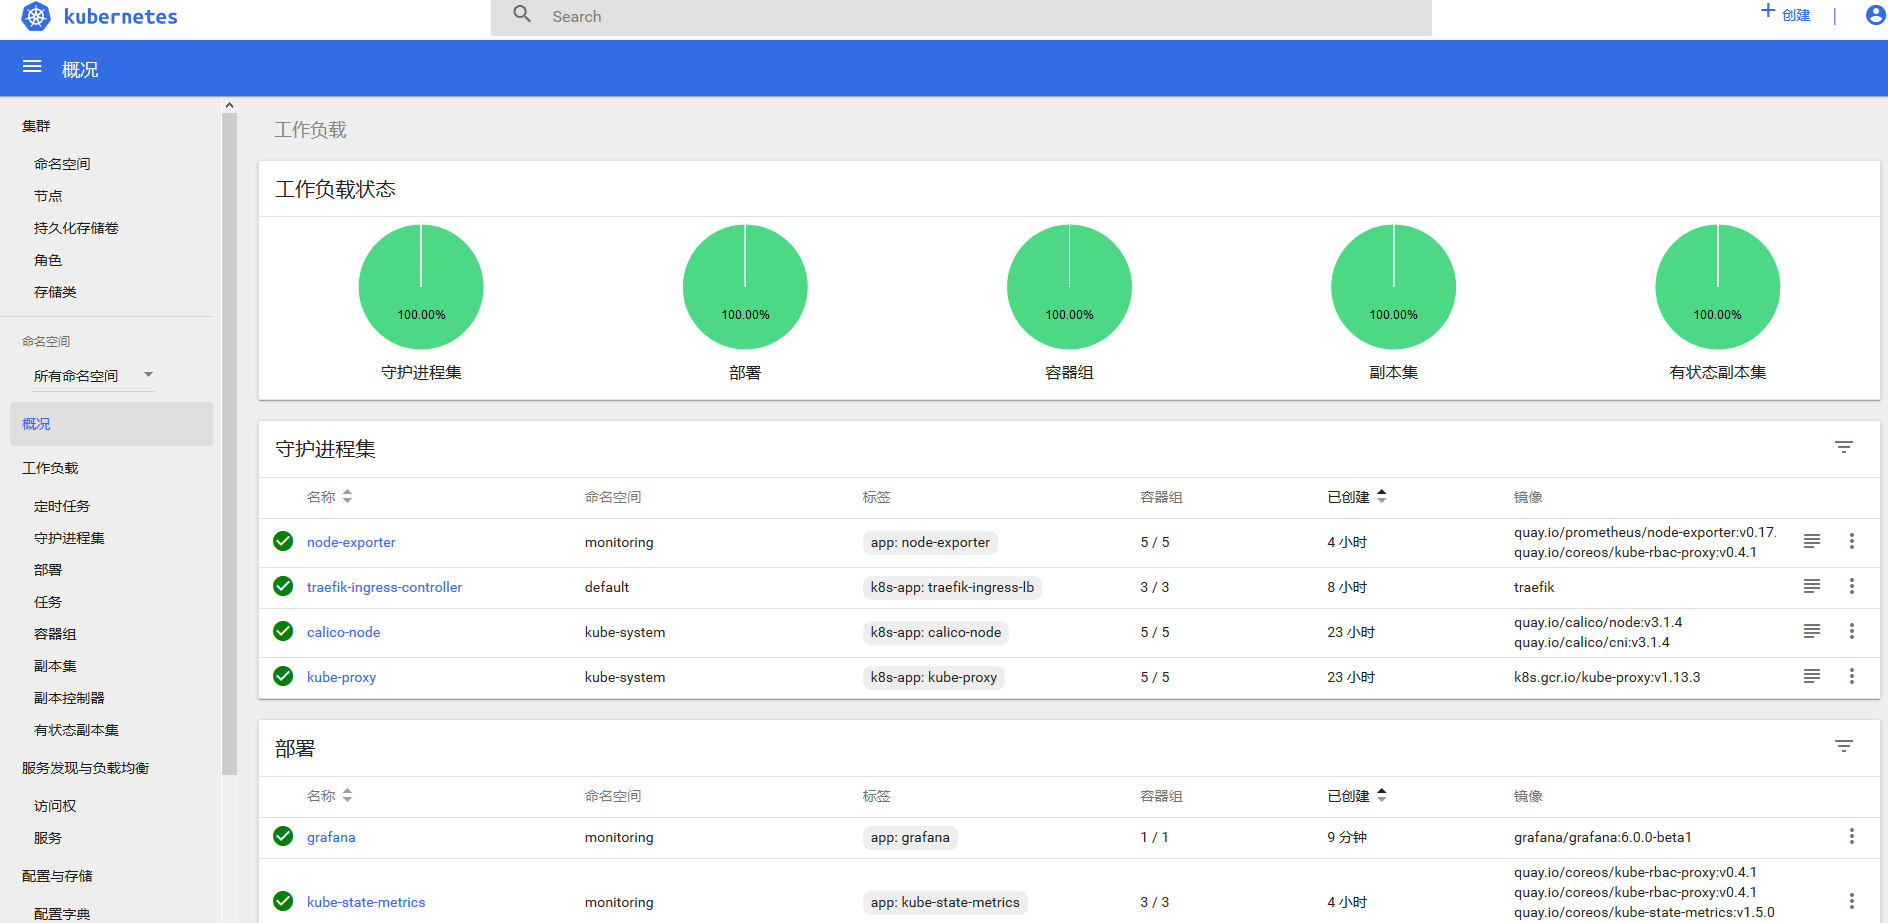 kubernetes
Search
创建
概况
集群
命名空间
节点
持久化存储卷
角色
存储类
命名空间
所有命名空间
概况
工作负载
定时任务
守护进程集
部署
任务
容器组
副本集
副本控制器
有状态副本集
服务发现与负载均衡
访问权
服务
配置与存储
配置字典
工作负载
工作负载状态
100.00% 100.00% 100.00% 100.00% 100.00%
守护进程集 部署 容器组 副本集 有状态副本集
守护进程集
名称 命名空间 标签 容器组 已创建 镜像
node-exporter monitoring app: node-exporter 5 / 5 4 小时 quay.io/prometheus/node-exporter:v0.17.
quay.io/coreos/kube-rbac-proxy:v0.4.1
traefik-ingress-controller default k8s-app: traefik-ingress-lb 3 / 3 8 小时 traefik
calico-node kube-system k8s-app: calico-node 5 / 5 23 小时 quay.io/calico/node:v3.1.4
quay.io/calico/cni:v3.1.4
kube-proxy kube-system k8s-app: kube-proxy 5 / 5 23 小时 k8s.gcr.io/kube-proxy:v1.13.3
部署
名称 命名空间 标签 容器组 已创建 镜像
grafana monitoring app: grafana 1 / 1 9 分钟 grafana/grafana:6.0.0-beta1
quay.io/coreos/kube-rbac-proxy:v0.4.1
kube-state-metrics monitoring app: kube-state-metrics 3 / 3 4 小时 quay.io/coreos/kube-rbac-proxy:v0.4.1
quay.io/coreos/kube-state-metrics:v1.5.0